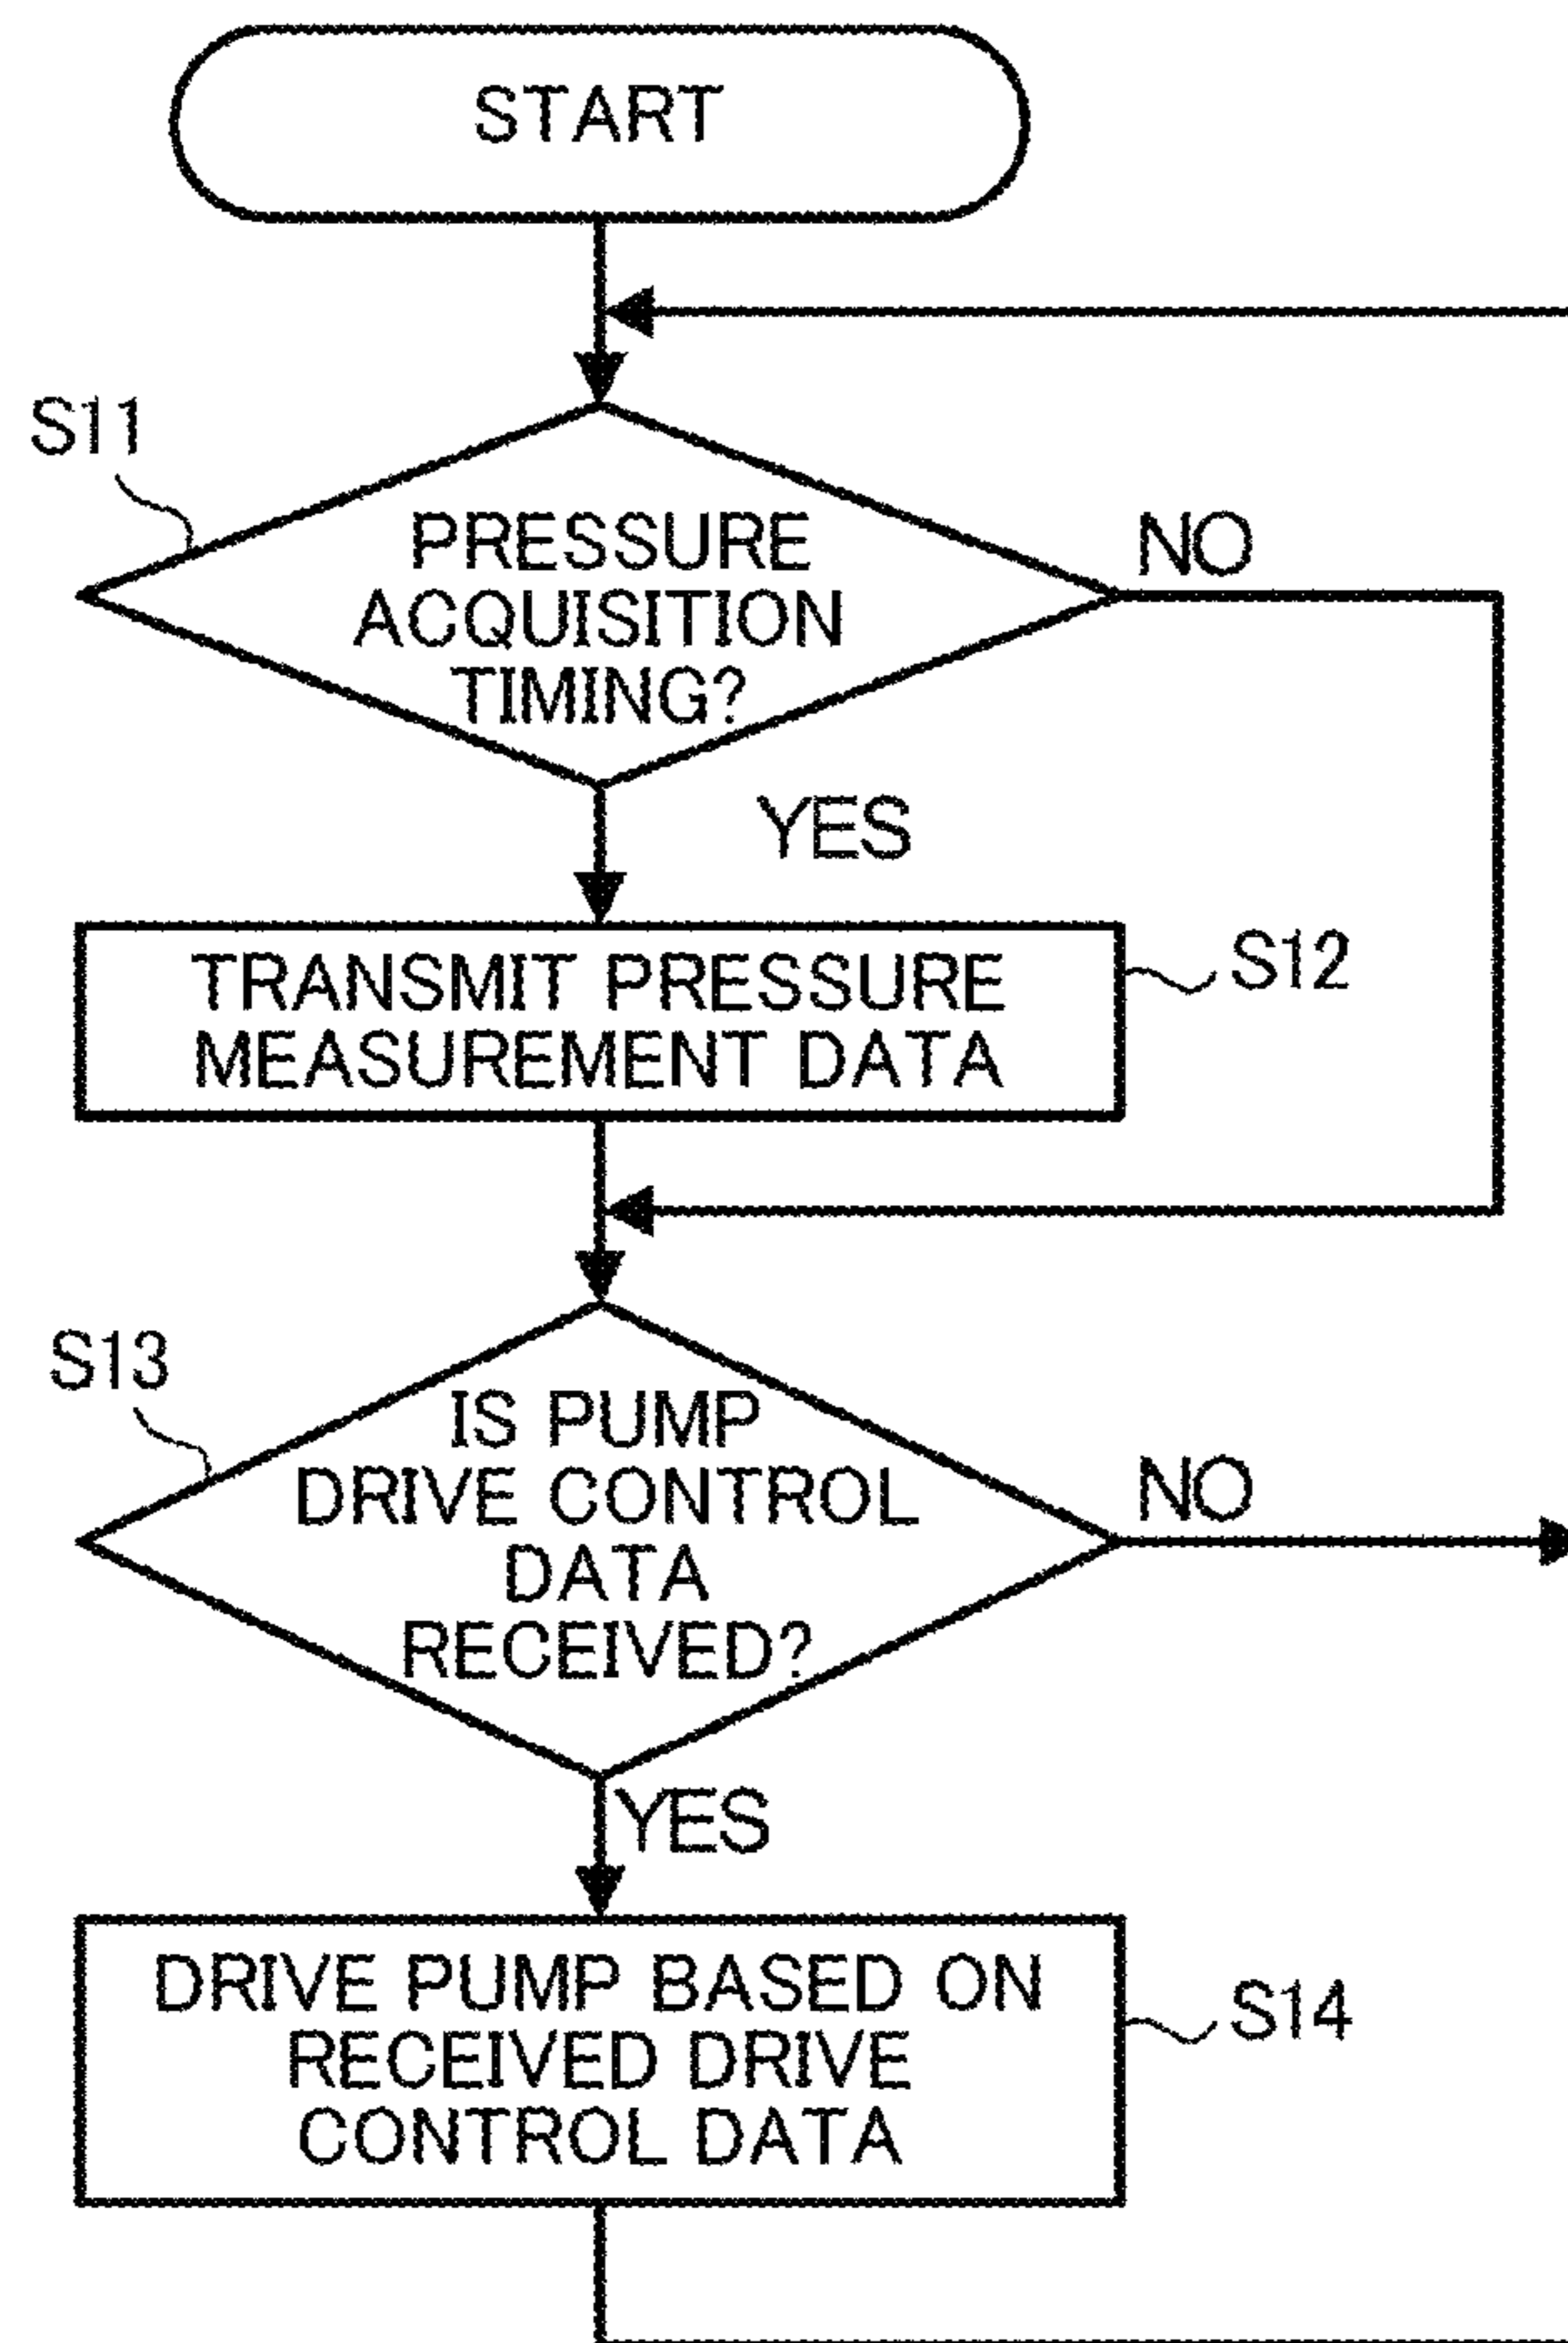 START
S11
PRESSURE
ACQUISITION
TIMING?
NO
YES
TRANSMIT PRESSURE
MEASUREMENT DATA
S12
S13
IS PUMP
DRIVE CONTROL
DATA
RECEIVED?
NO
YES
DRIVE PUMP BASED ON
RECEIVED DRIVE
CONTROL DATA
S14